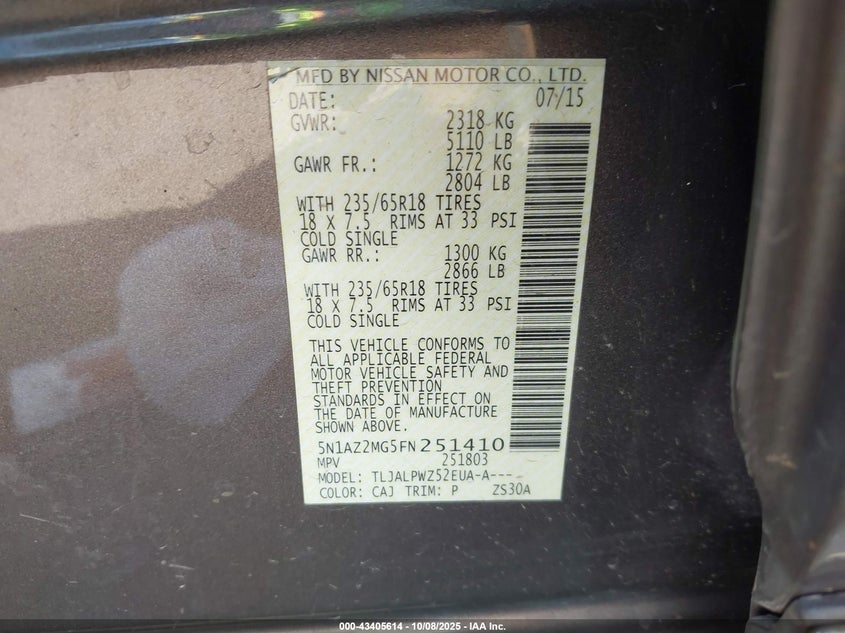 MFD BY NISSAN MOTOR CO., LTD.
DATE: 07/15
GVWR: 2318 KG
5110 LB
GAWR FR.: 1272 KG
2804 LB
WITH 235/65R18 TIRES
18 X 7.5 RIMS AT 33 PSI
COLD SINGLE
GAWR RR.: 1300 KG
2866 LB
WITH 235/65R18 TIRES
18 X 7.5 RIMS AT 33 PSI
COLD SINGLE
THIS VEHICLE CONFORMS TO
ALL APPLICABLE FEDERAL
MOTOR VEHICLE SAFETY AND
THEFT PREVENTION
STANDARDS IN EFFECT ON
THE DATE OF MANUFACTURE
SHOWN ABOVE.
5N1AZ2MG5FN251410
MPV 251803
MODEL: TLJALPWZ52EUA-A----
COLOR: CAJ TRIM: P ZS30A
000-43405614 - 10/08/2025 - IAA Inc.